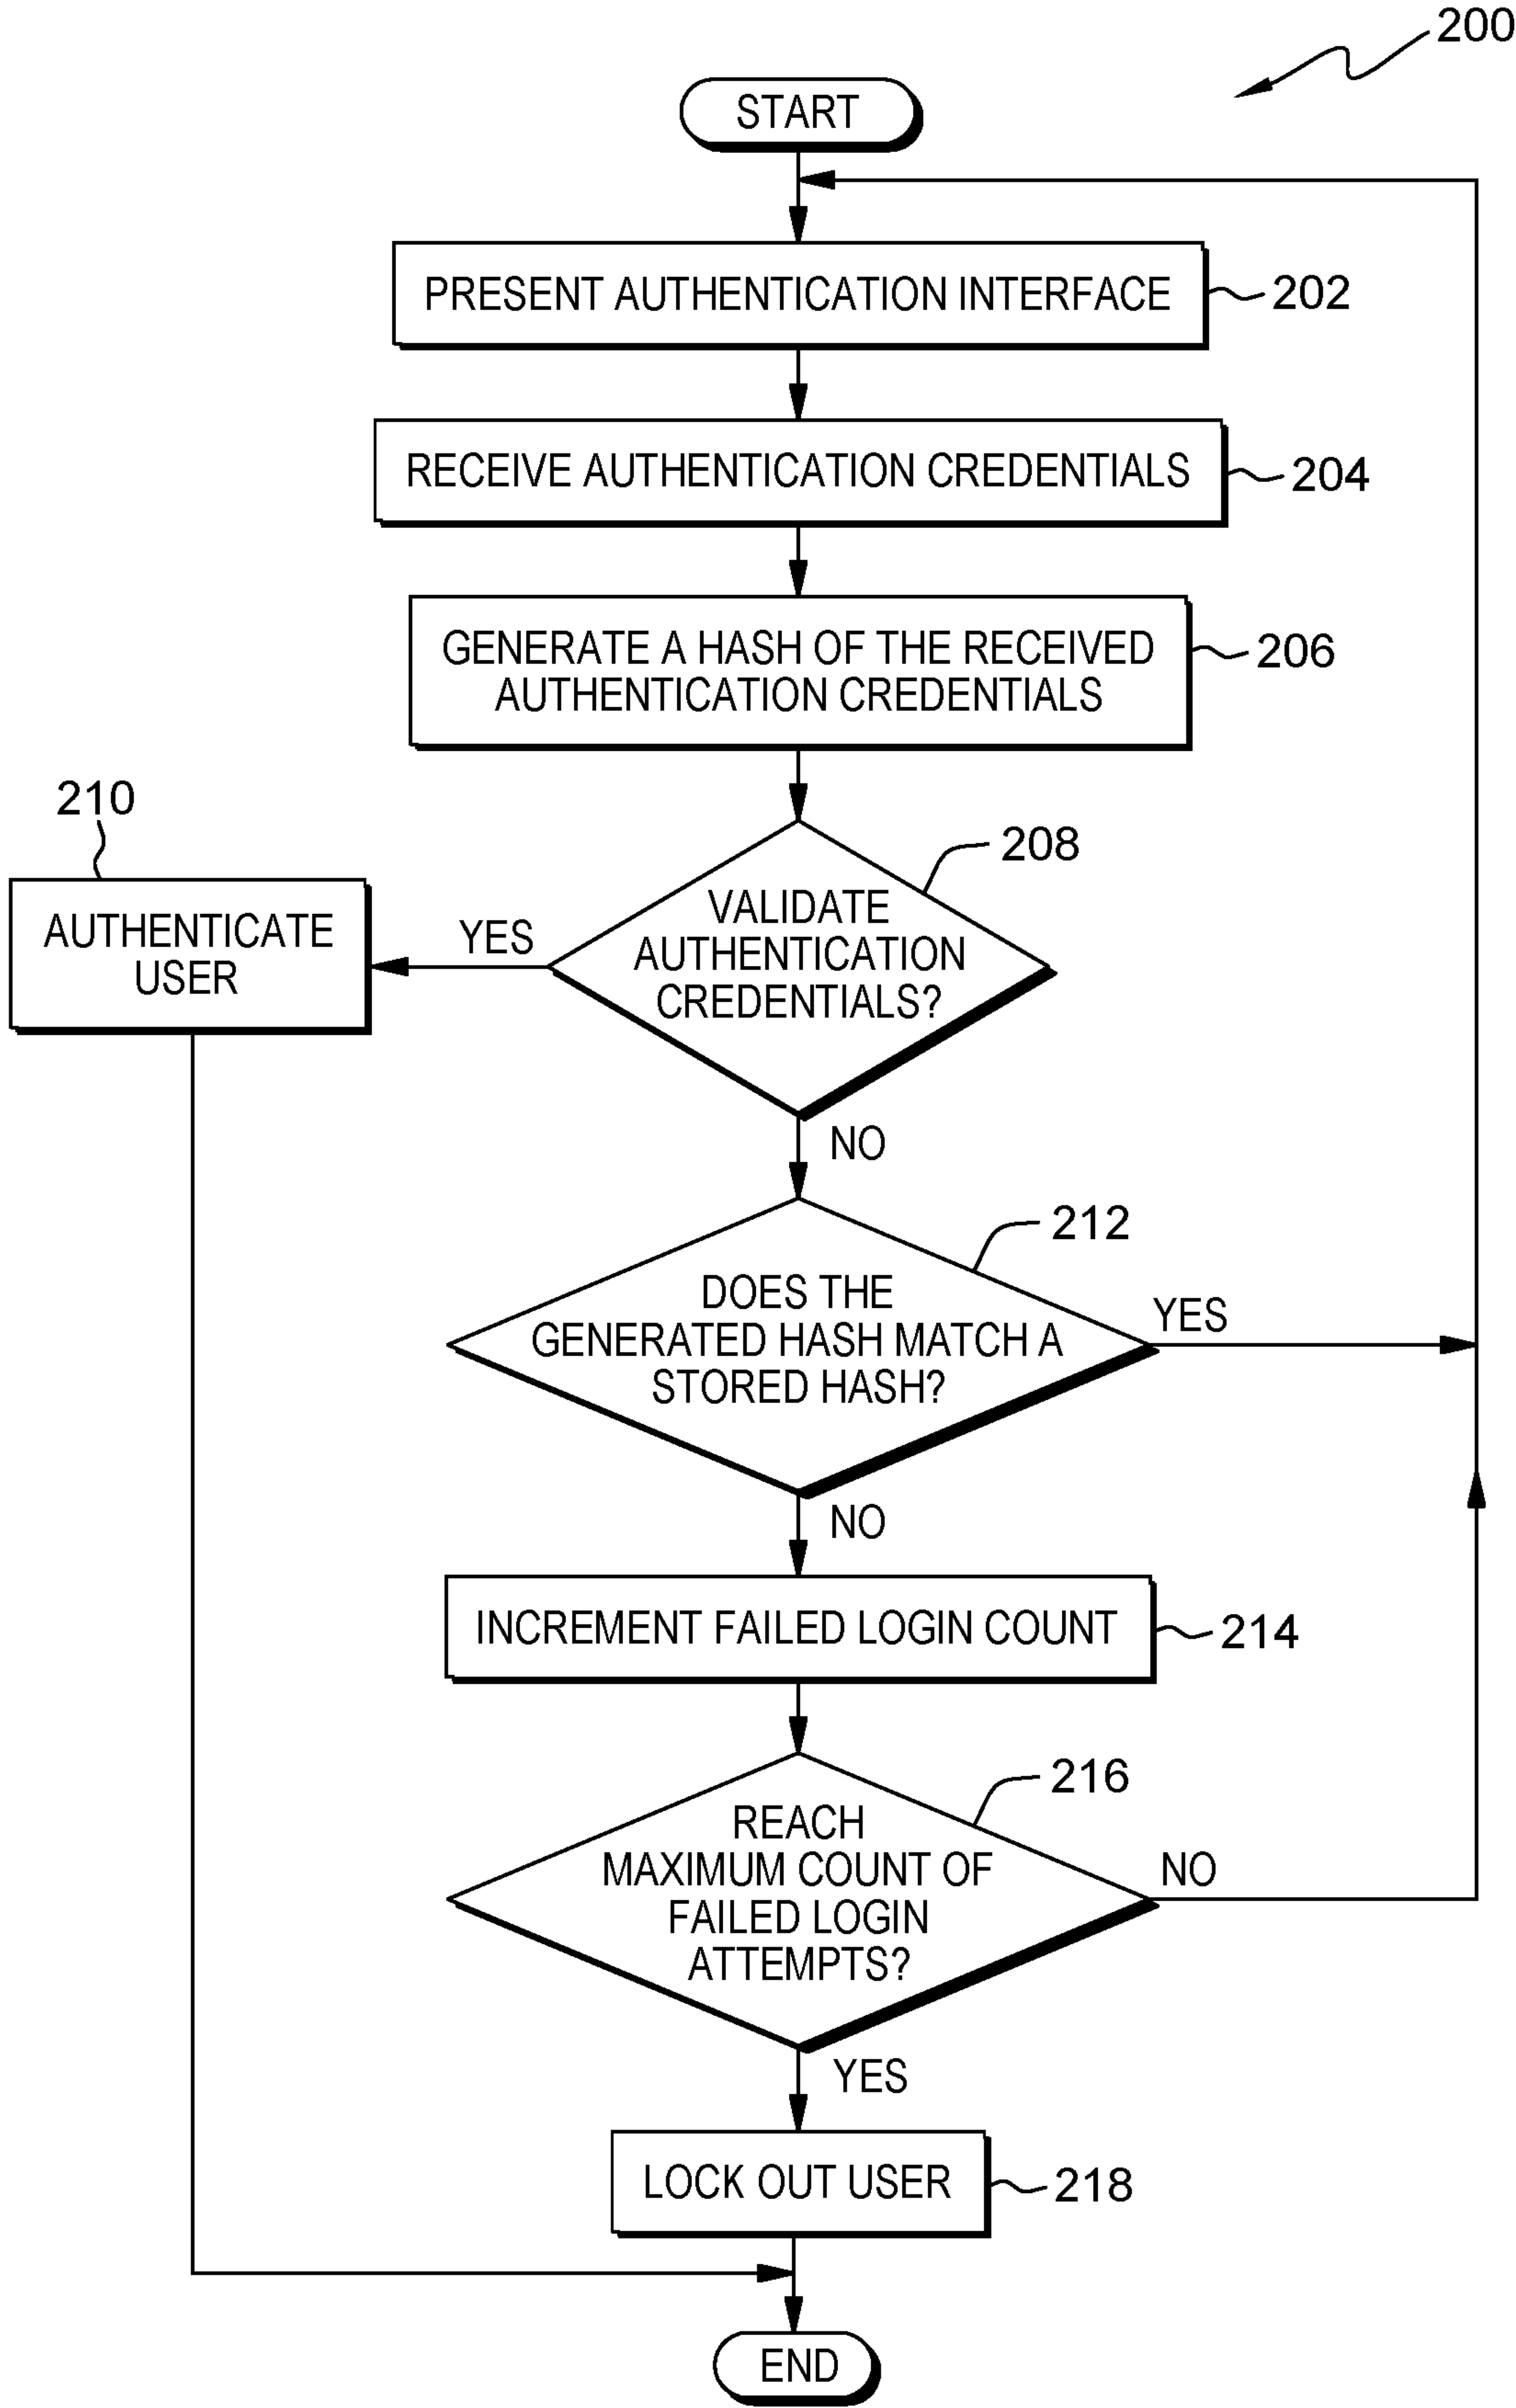 200
START
PRESENT AUTHENTICATION INTERFACE
202
RECEIVE AUTHENTICATION CREDENTIALS
204
GENERATE A HASH OF THE RECEIVED
AUTHENTICATION CREDENTIALS
206
210
AUTHENTICATE
USER
YES
208
VALIDATE
AUTHENTICATION
CREDENTIALS?
NO
212
DOES THE
GENERATED HASH MATCH A
STORED HASH?
YES
NO
INCREMENT FAILED LOGIN COUNT
214
216
REACH
MAXIMUM COUNT OF
FAILED LOGIN
ATTEMPTS?
NO
YES
LOCK OUT USER
218
END